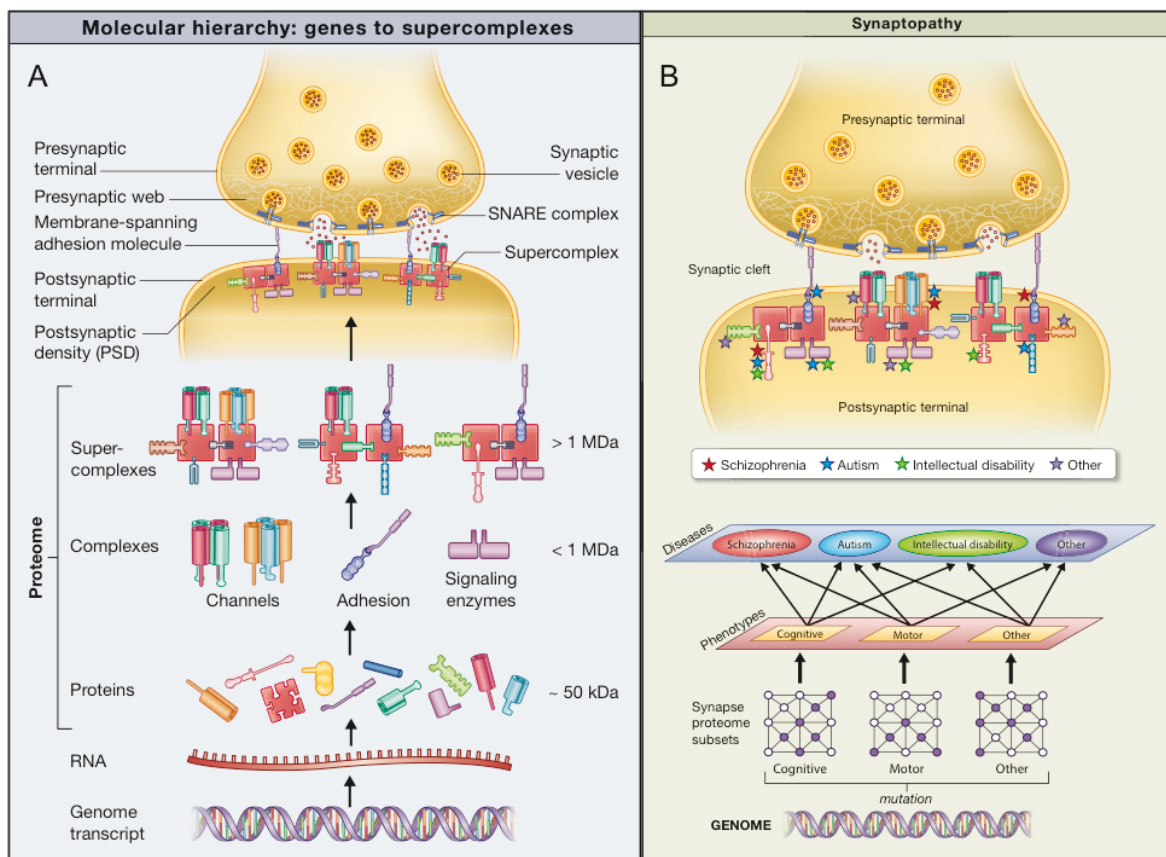 Molecular hierarchy: genes to supercomplexes
A
Presynaptic
terminal
Presynaptic web
Membrane-spanning
adhesion molecule
Postsynaptic
terminal
Postsynaptic
density (PSD)
Synaptic
vesicle
SNARE complex
Supercomplex
Proteome
Super-
complexes
> 1 MDa
Complexes
< 1 MDa
Channels
Adhesion
Signaling
enzymes
Proteins
~ 50 kDa
RNA
Genome
transcript
Synaptopathy
B
Presynaptic terminal
Synaptic cleft
Postsynaptic terminal
Schizophrenia Autism Intellectual disability Other
Diseases
Schizophrenia Autism Intellectual disability Other
Phenotypes
Cognitive Motor Other
Synapse
proteome
subsets
Cognitive Motor Other
mutation
GENOME